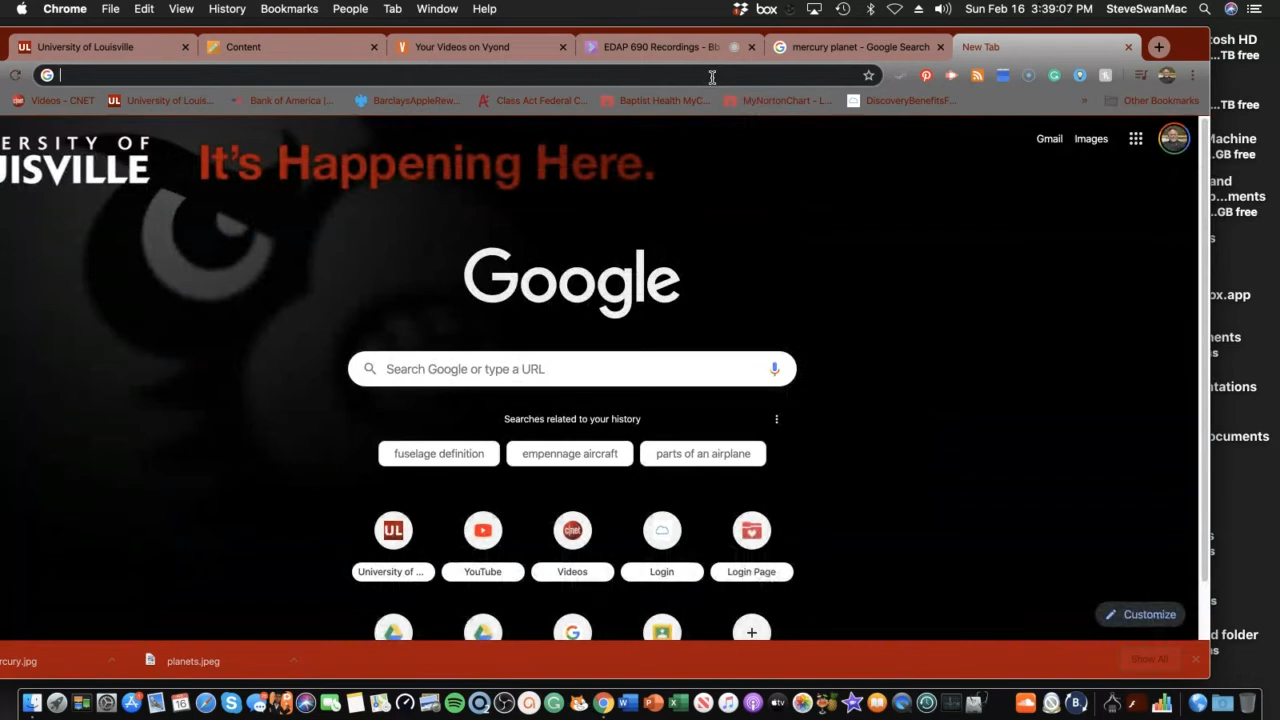 Chrome File Edit View History Bookmarks People Tab Window Help box Sun Feb 16 3:39:07 PM SteveSwanMac
University of Louisville Content Your Videos on Vyond EDAP 690 Recordings - Bb mercury planet - Google Search New Tab
Videos - CNET University of Louis... Bank of America |... BarclaysAppleRew... Class Act Federal C... Baptist Health MyC... MyNortonChart - L... DiscoveryBenefitsF... » Other Bookmarks
ERSITY OF
UISVILLE
It's Happening Here.
Gmail Images
Google
Search Google or type a URL
Searches related to your history
fuselage definition empennage aircraft parts of an airplane
UL cnet
University of ... YouTube Videos Login Login Page
Customize
rcury.jpg planets.jpeg Show All
tosh HD
..TB free
..TB free
Machine
..GB free
and
p...ments
..GB free
s
ox.app
ments
s
ntations
ocuments
s
s
s
d folder
s